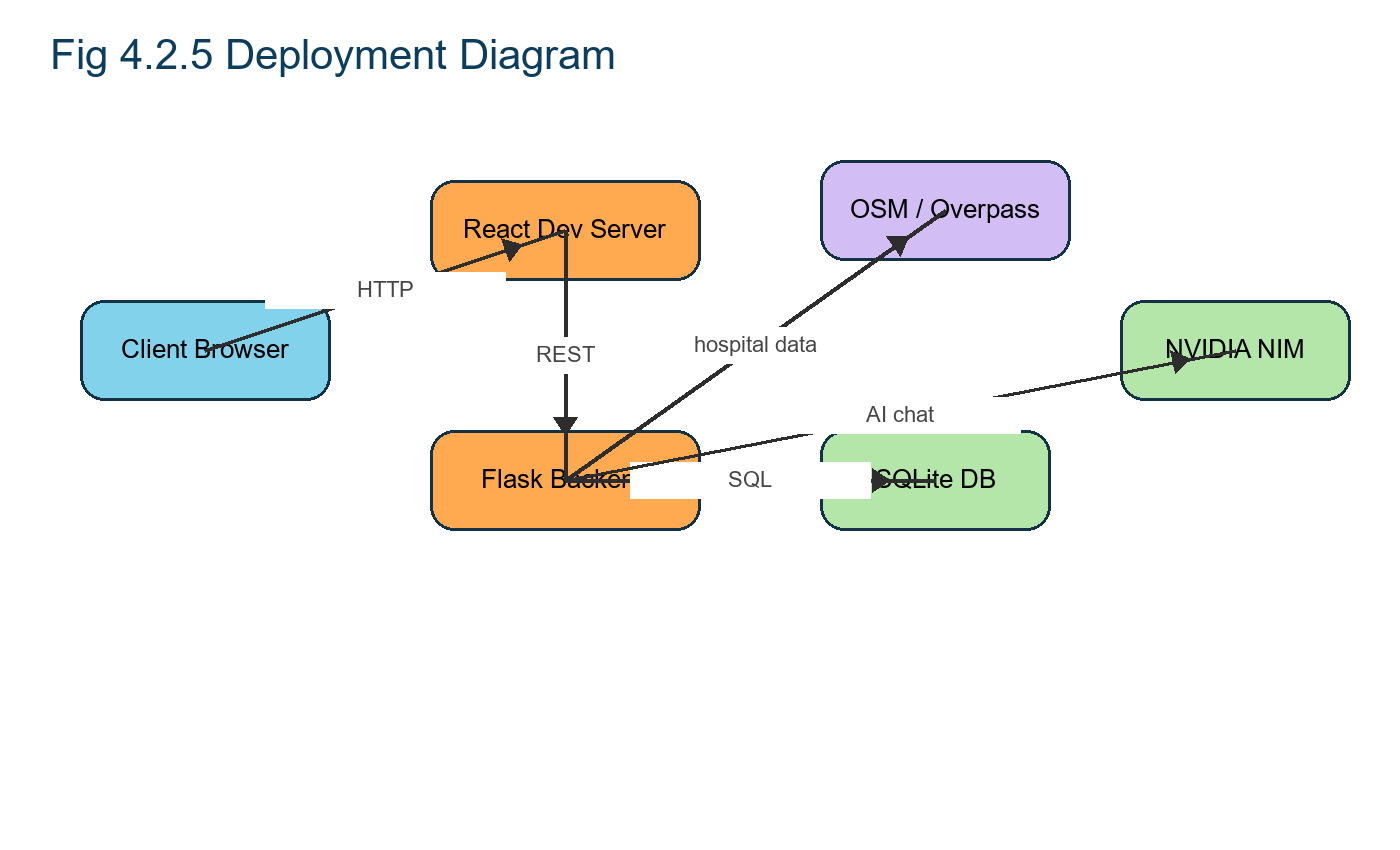 Fig 4.2.5 Deployment Diagram
OSM / Overpass
React Dev Server
HTTP
Client Browser
REST
hospital data
NVIDIA NIM
AI chat
Flask
SQL
SQLite DB